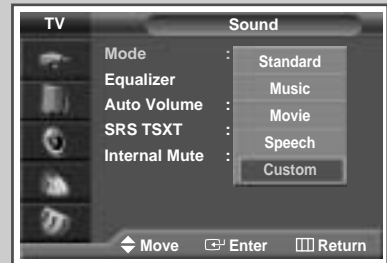 TV Sound
Mode :
Equalizer
Auto Volume :
SRS TSXT :
Internal Mute :
Standard
Music
Movie
Speech
Custom
Move Enter Return